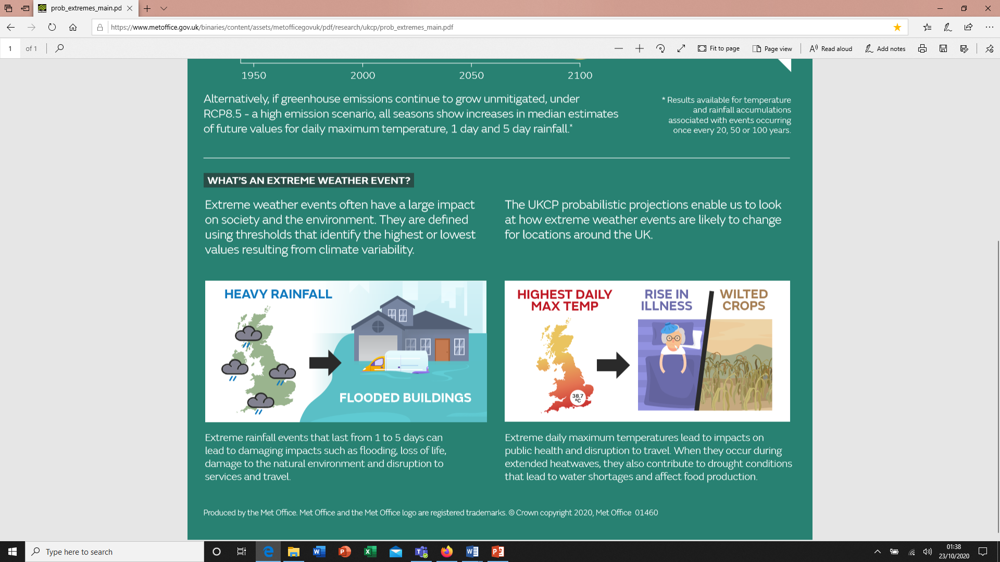 prob_extremes_main.pd
https://www.metoffice.gov.uk/binaries/content/assets/metofficegovuk/pdf/research/ukcp/prob_extremes_main.pdf
1 of 1 Fit to page Page view Read aloud Add notes
1950 2000 2050 2100
Alternatively, if greenhouse emissions continue to grow unmitigated, under
RCP8.5 - a high emission scenario, all seasons show increases in median estimates
of future values for daily maximum temperature, 1 day and 5 day rainfall.*
* Results available for temperature
and rainfall accumulations
associated with events occurring
once every 20, 50 or 100 years.
WHAT'S AN EXTREME WEATHER EVENT?
Extreme weather events often have a large impact
on society and the environment. They are defined
using thresholds that identify the highest or lowest
values resulting from climate variability.
The UKCP probabilistic projections enable us to look
at how extreme weather events are likely to change
for locations around the UK.
HEAVY RAINFALL
FLOODED BUILDINGS
HIGHEST DAILY
MAX TEMP
38.7
°C
RISE IN
ILLNESS
WILTED
CROPS
Extreme rainfall events that last from 1 to 5 days can
lead to damaging impacts such as flooding, loss of life,
damage to the natural environment and disruption to
services and travel.
Extreme daily maximum temperatures lead to impacts on
public health and disruption to travel. When they occur during
extended heatwaves, they also contribute to drought conditions
that lead to water shortages and affect food production.
Produced by the Met Office. Met Office and the Met Office logo are registered trademarks. © Crown copyright 2020, Met Office 01460
Type here to search
01:38
23/10/2020